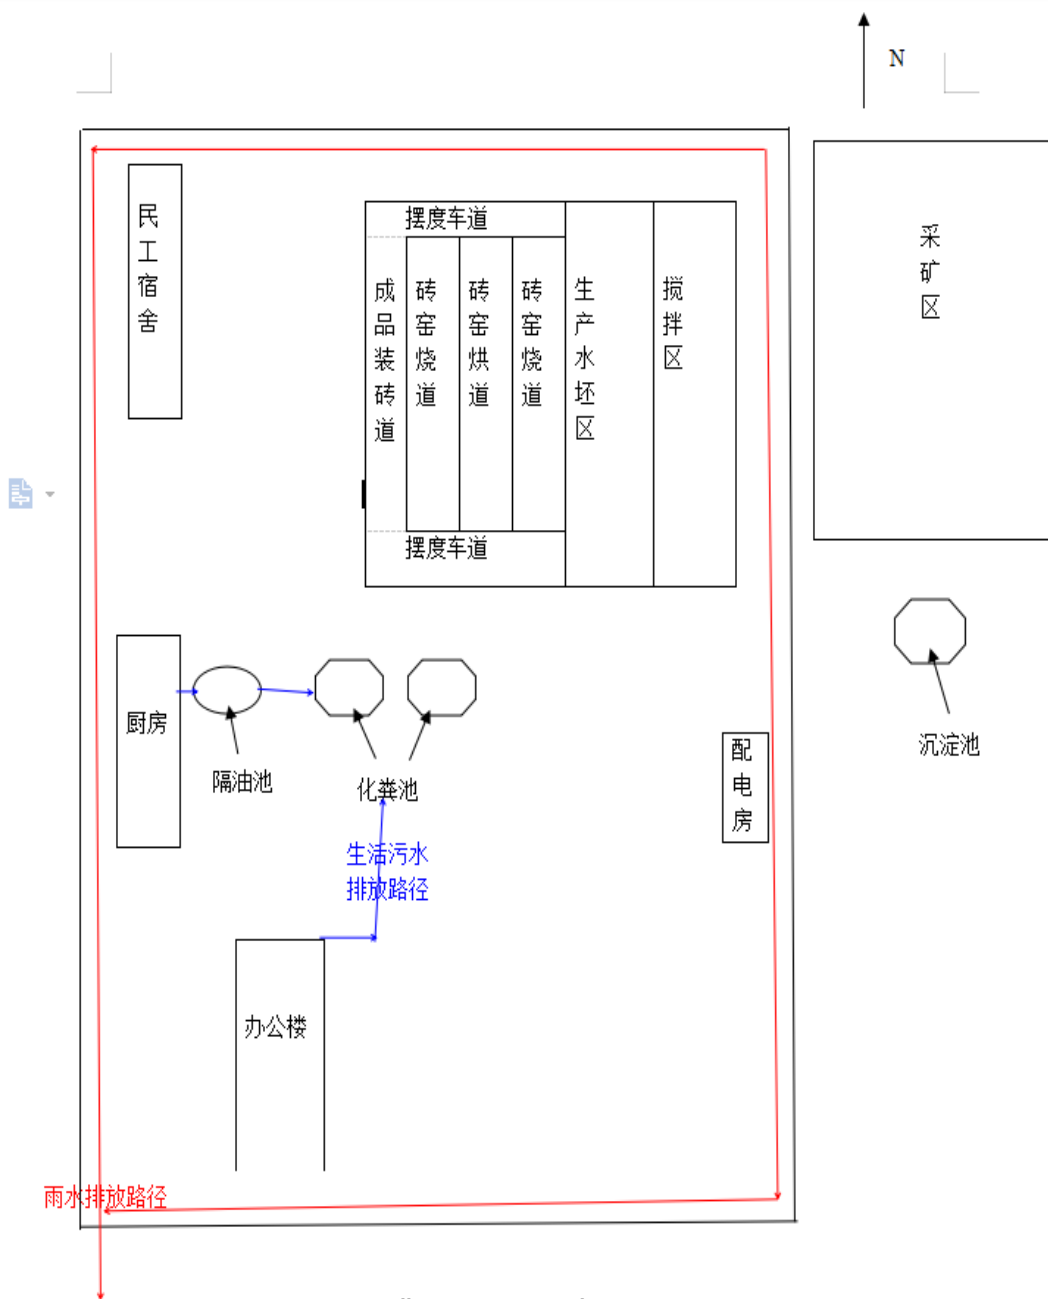 N
民工宿舍
摆度车道
成品装砖道
砖窑烧道
砖窑烘道
砖窑烧道
生产水坯区
搅拌区
摆度车道
采矿区
厨房
隔油池
化粪池
沉淀池
配电房
生活污水
排放路径
办公楼
雨水排放路径